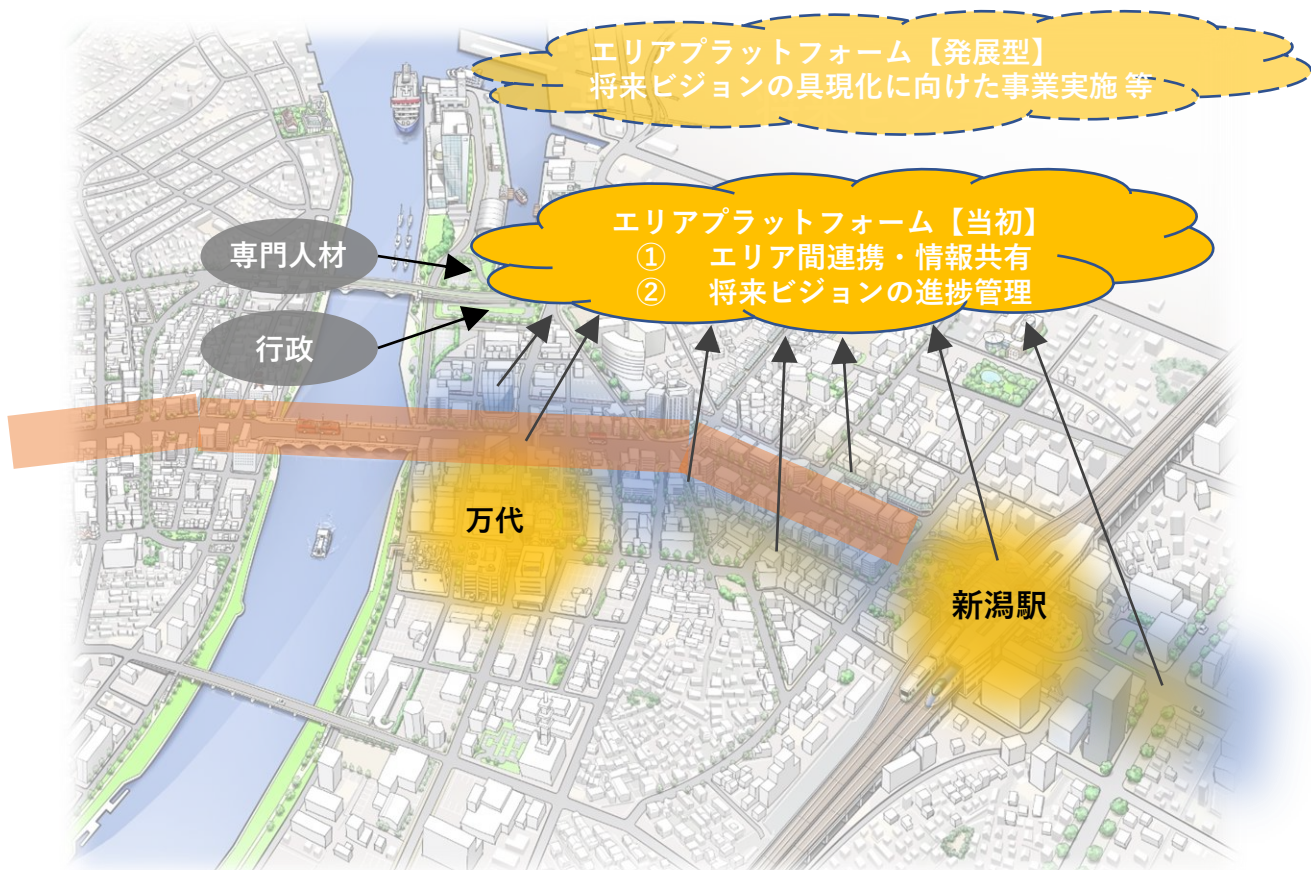 エリアプラットフォーム【発展型】
将来ビジョンの具現化に向けた事業実施 等
エリアプラットフォーム【当初】
① エリア間連携・情報共有
② 将来ビジョンの進捗管理
専門人材
行政
万代
新潟駅